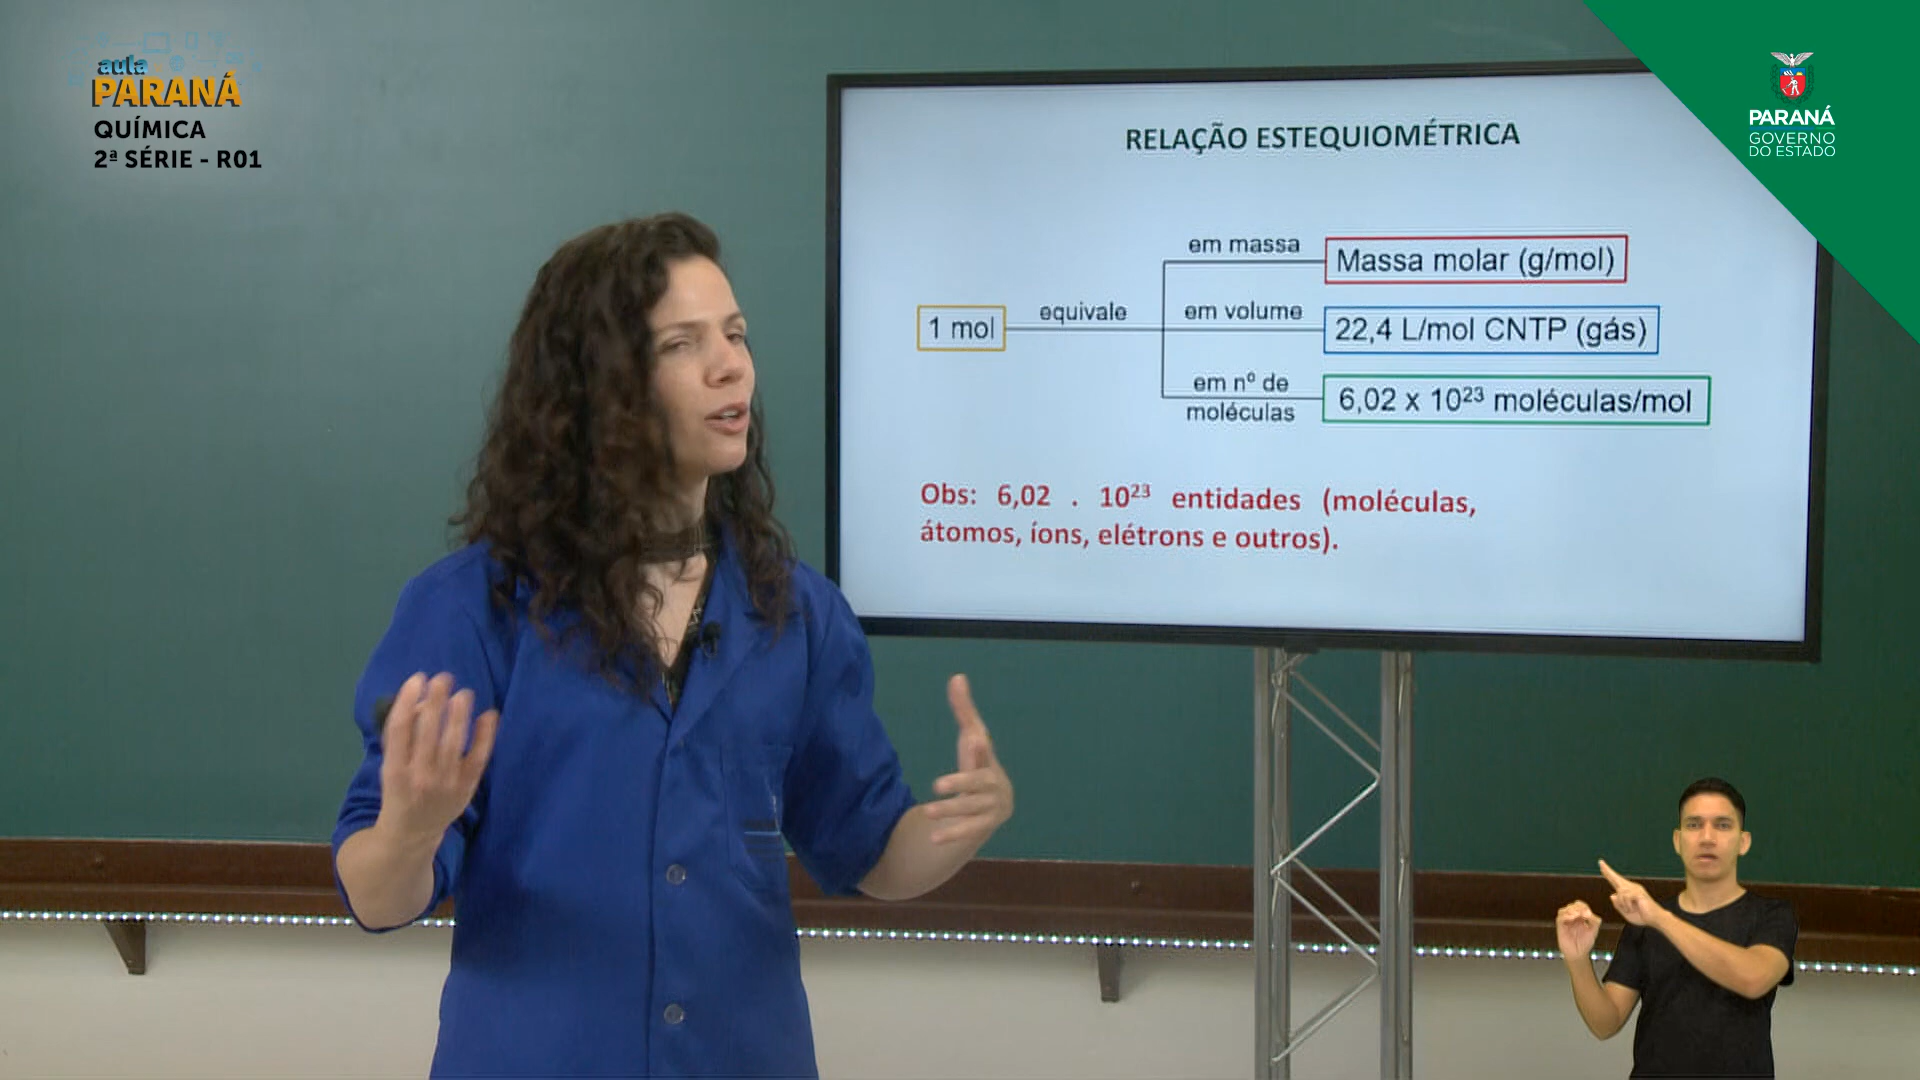 aula
PARANÁ
QUÍMICA
2ª SÉRIE - R01
PARANÁ
GOVERNO
DO ESTADO
RELAÇÃO ESTEQUIOMÉTRICA
1 mol
equivale
em massa
Massa molar (g/mol)
em volume
22,4 L/mol CNTP (gás)
em nº de
moléculas
6,02 x 10²³ moléculas/mol
Obs: 6,02 . 10²³ entidades (moléculas,
átomos, íons, elétrons e outros).